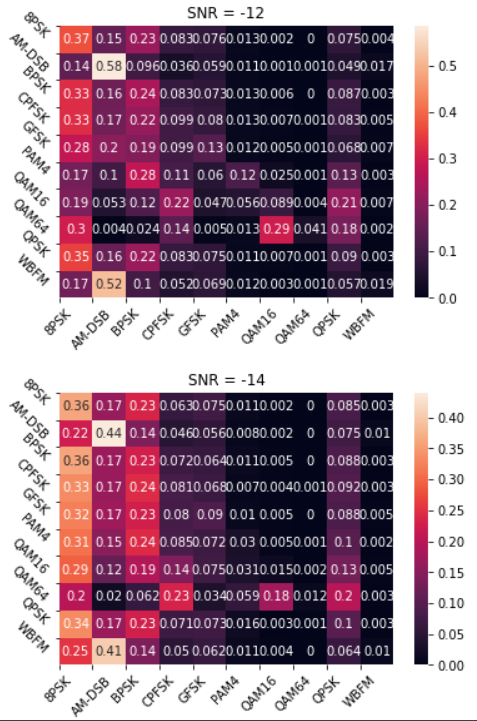 SNR = -12
8PSK 0.37 0.15 0.23 0.083 0.076 0.013 0.002 0 0.075 0.004
AM-DSB 0.14 0.58 0.096 0.036 0.059 0.011 0.001 0.001 0.049 0.017
BPSK 0.33 0.16 0.24 0.083 0.073 0.013 0.006 0 0.087 0.003
CPFSK 0.33 0.17 0.22 0.099 0.08 0.013 0.007 0.001 0.083 0.005
GFSK 0.28 0.2 0.19 0.099 0.13 0.012 0.005 0.001 0.068 0.007
PAM4 0.17 0.1 0.28 0.11 0.06 0.12 0.025 0.001 0.13 0.003
QAM16 0.19 0.053 0.12 0.22 0.047 0.056 0.089 0.004 0.21 0.007
QAM64 0.3 0.004 0.024 0.14 0.005 0.013 0.29 0.041 0.18 0.002
QPSK 0.35 0.16 0.22 0.083 0.075 0.011 0.007 0.001 0.09 0.003
WBFM 0.17 0.52 0.1 0.052 0.069 0.012 0.003 0.001 0.057 0.019
8PSK AM-DSB BPSK CPFSK GFSK PAM4 QAM16 QAM64 QPSK WBFM
0.5
0.4
0.3
0.2
0.1
0.0
SNR = -14
8PSK 0.36 0.17 0.23 0.063 0.075 0.011 0.002 0 0.085 0.003
AM-DSB 0.22 0.44 0.14 0.046 0.056 0.008 0.002 0 0.075 0.01
BPSK 0.36 0.17 0.23 0.072 0.064 0.011 0.005 0 0.088 0.003
CPFSK 0.33 0.17 0.24 0.081 0.068 0.007 0.004 0.001 0.092 0.003
GFSK 0.32 0.17 0.23 0.08 0.09 0.01 0.005 0 0.088 0.005
PAM4 0.31 0.15 0.24 0.085 0.072 0.03 0.005 0.001 0.1 0.002
QAM16 0.29 0.12 0.19 0.14 0.075 0.031 0.015 0.002 0.13 0.005
QAM64 0.2 0.02 0.062 0.23 0.034 0.059 0.18 0.012 0.2 0.003
QPSK 0.34 0.17 0.23 0.071 0.073 0.016 0.003 0.001 0.1 0.003
WBFM 0.25 0.41 0.14 0.05 0.062 0.011 0.004 0 0.064 0.01
8PSK AM-DSB BPSK CPFSK GFSK PAM4 QAM16 QAM64 QPSK WBFM
0.40
0.35
0.30
0.25
0.20
0.15
0.10
0.05
0.00